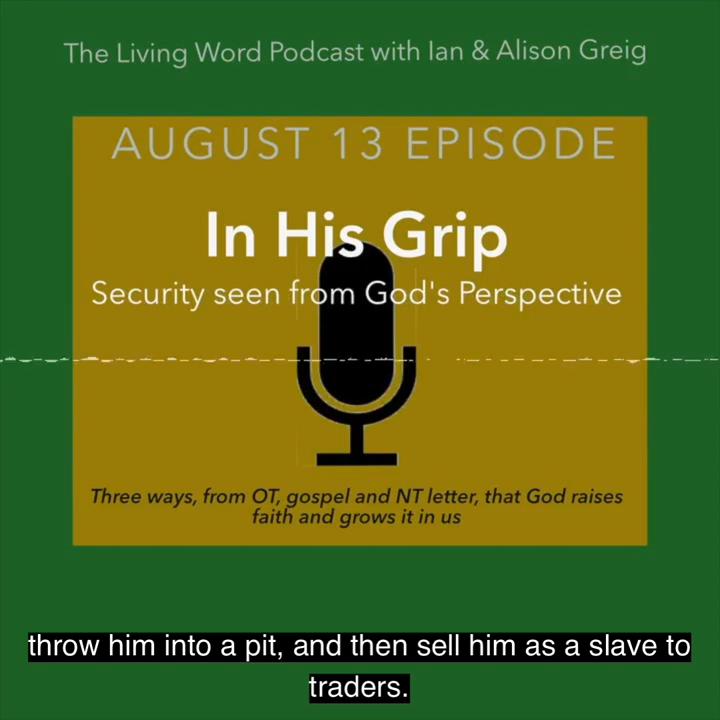 The Living Word Podcast with Ian & Alison Greig
AUGUST 13 EPISODE
In His Grip
Security seen from God's Perspective
Three ways, from OT, gospel and NT letter, that God raises
faith and grows it in us
throw him into a pit, and then sell him as a slave to
traders.